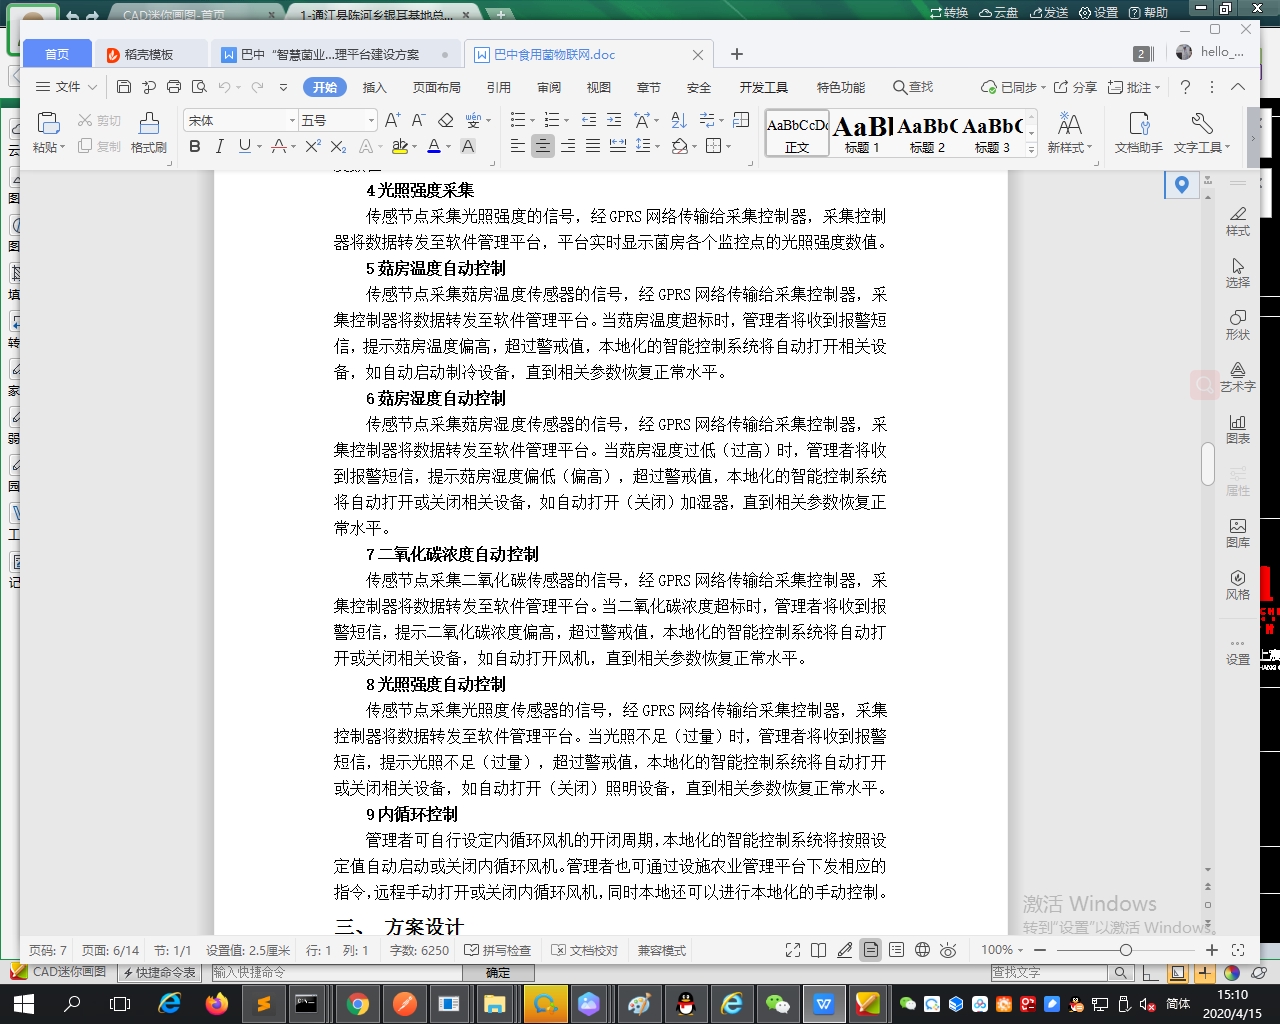 CAD迷你画图-首页
1-通江县陈河乡银耳基地总...
转换 云盘 发送 设置 帮助
首页 稻壳模板 巴中“智慧菌业...理平台建设方案 巴中食用菌物联网.doc 2 hello_...
文件 开始 插入 页面布局 引用 审阅 视图 章节 安全 开发工具 特色功能 查找 已同步 分享 批注
粘贴 剪切 复制 格式刷 宋体 五号
AaBbCcDd 正文 AaBl 标题 1 AaBbC 标题 2 AaBbC 标题 3 新样式 文档助手 文字工具
4光照强度采集
传感节点采集光照强度的信号，经GPRS网络传输给采集控制器，采集控制
器将数据转发至软件管理平台，平台实时显示菌房各个监控点的光照强度数值。
5菇房温度自动控制
传感节点采集菇房温度传感器的信号，经GPRS网络传输给采集控制器，采
集控制器将数据转发至软件管理平台。当菇房温度超标时，管理者将收到报警短
信，提示菇房温度偏高，超过警戒值，本地化的智能控制系统将自动打开相关设
备，如自动启动制冷设备，直到相关参数恢复正常水平。
6菇房湿度自动控制
传感节点采集菇房湿度传感器的信号，经GPRS网络传输给采集控制器，采
集控制器将数据转发至软件管理平台。当菇房湿度过低（过高）时，管理者将收
到报警短信，提示菇房湿度偏低（偏高），超过警戒值，本地化的智能控制系统
将自动打开或关闭相关设备，如自动打开（关闭）加湿器，直到相关参数恢复正
常水平。
7二氧化碳浓度自动控制
传感节点采集二氧化碳传感器的信号，经GPRS网络传输给采集控制器，采
集控制器将数据转发至软件管理平台。当二氧化碳浓度超标时，管理者将收到报
警短信，提示二氧化碳浓度偏高，超过警戒值，本地化的智能控制系统将自动打
开或关闭相关设备，如自动打开风机，直到相关参数恢复正常水平。
8光照强度自动控制
传感节点采集光照度传感器的信号，经GPRS网络传输给采集控制器，采集
控制器将数据转发至软件管理平台。当光照不足（过量）时，管理者将收到报警
短信，提示光照不足（过量），超过警戒值，本地化的智能控制系统将自动打开
或关闭相关设备，如自动打开（关闭）照明设备，直到相关参数恢复正常水平。
9内循环控制
管理者可自行设定内循环风机的开闭周期，本地化的智能控制系统将按照设
定值自动启动或关闭内循环风机。管理者也可通过设施农业管理平台下发相应的
指令，远程手动打开或关闭内循环风机，同时本地还可以进行本地化的手动控制。
三、 方案设计
样式
选择
形状
艺术字
图表
属性
图库
风格
设置
激活 Windows
转到“设置”以激活 Windows。
页码: 7 页面: 6/14 节: 1/1 设置值: 2.5厘米 行: 1 列: 1 字数: 6250 拼写检查 文档校对 兼容模式 100%
CAD迷你画图 快捷命令表 输入快捷命令 确定 查找文字
简体
15:10
2020/4/15